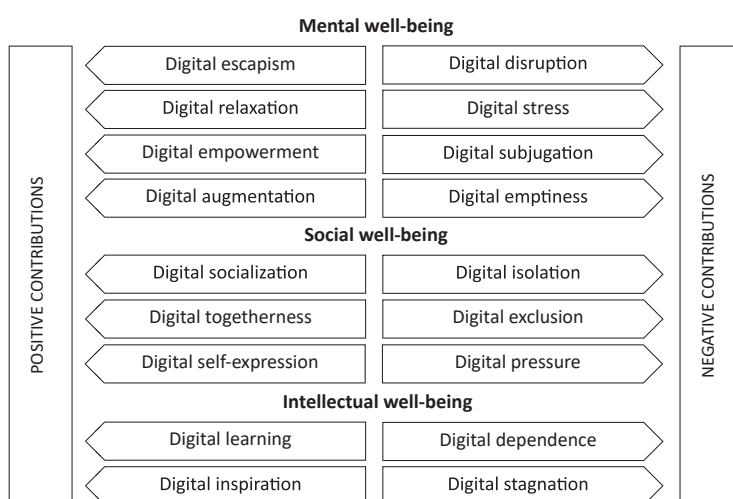 Mental well-being
Digital escapism
Digital disruption
Digital relaxation
Digital stress
Digital empowerment
Digital subjugation
Digital augmentation
Digital emptiness
Social well-being
Digital socialization
Digital isolation
Digital togetherness
Digital exclusion
Digital self-expression
Digital pressure
Intellectual well-being
Digital learning
Digital dependence
Digital inspiration
Digital stagnation
POSITIVE CONTRIBUTIONS
NEGATIVE CONTRIBUTIONS